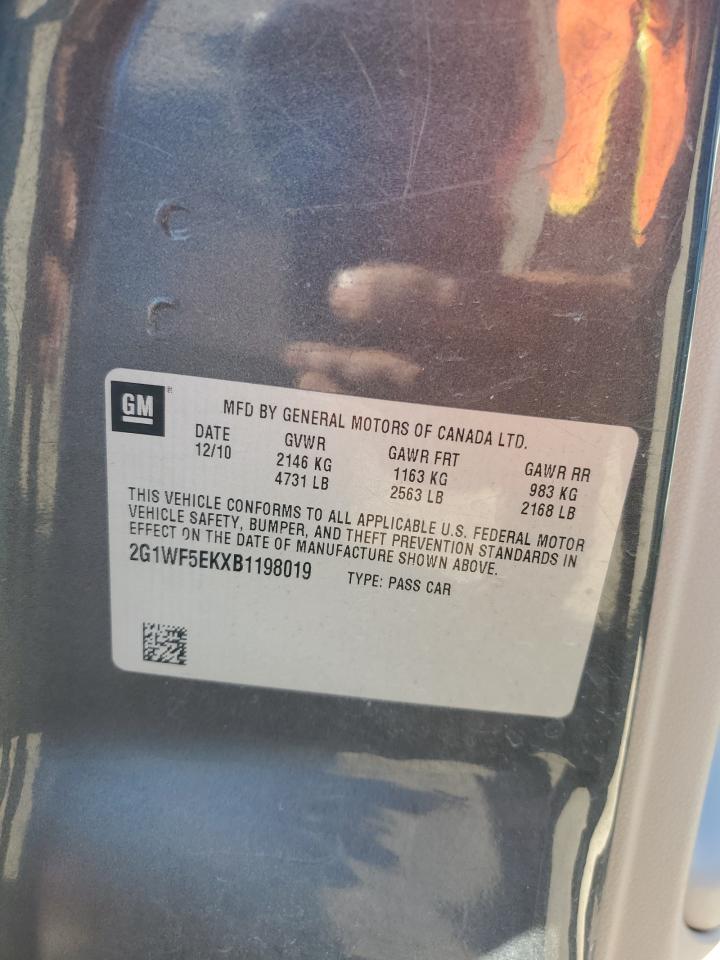 GM
®
MFD BY GENERAL MOTORS OF CANADA LTD.
DATE GVWR GAWR FRT GAWR RR
12/10 2146 KG 1163 KG 983 KG
4731 LB 2563 LB 2168 LB
THIS VEHICLE CONFORMS TO ALL APPLICABLE U.S. FEDERAL MOTOR
VEHICLE SAFETY, BUMPER, AND THEFT PREVENTION STANDARDS IN
EFFECT ON THE DATE OF MANUFACTURE SHOWN ABOVE.
2G1WF5EKXB1198019 TYPE: PASS CAR